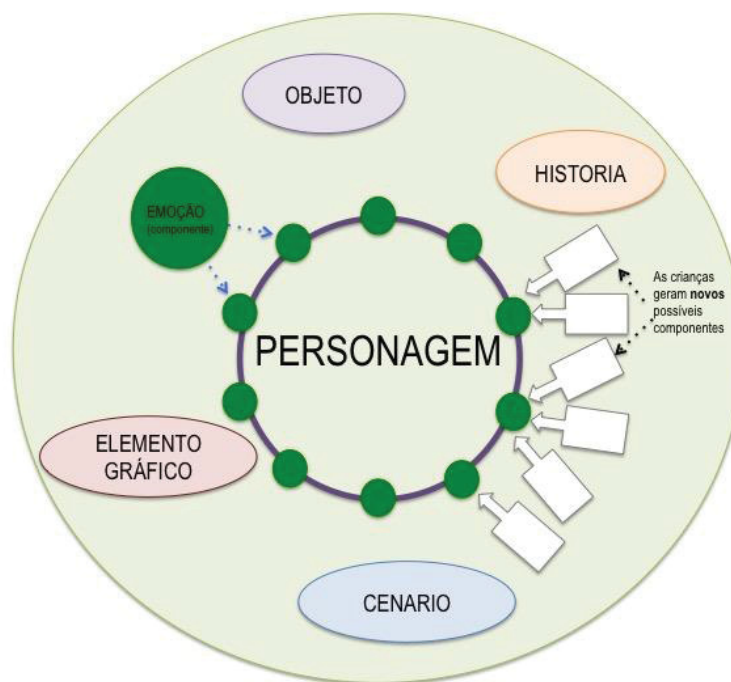 OBJETO
HISTORIA
EMOÇÃO
(componente)
As crianças
geram novos
possíveis
componentes
PERSONAGEM
ELEMENTO
GRÁFICO
CENARIO